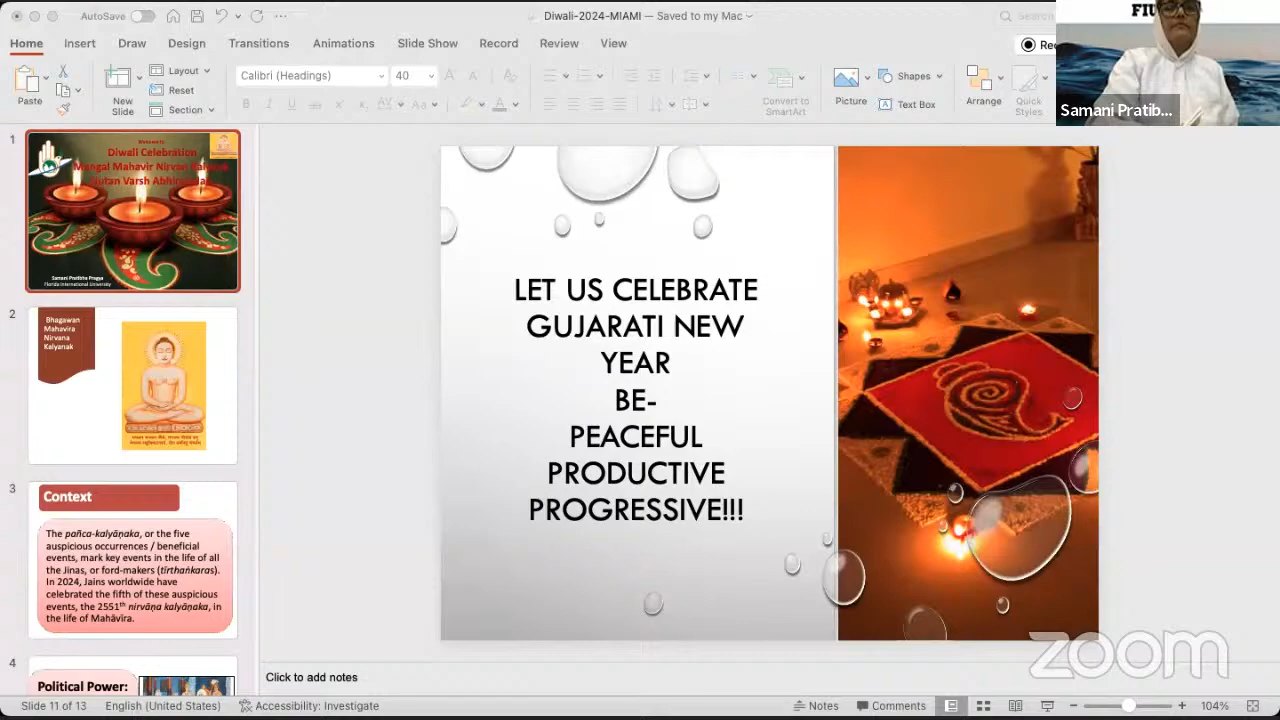 AutoSave
Diwali-2024-MIAMI — Saved to my Mac
Search
Home Insert Draw Design Transitions Animations Slide Show Record Review View
Paste
New
Slide
Layout
Reset
Section
Calibri (Headings)
40
B I U
Convert to
SmartArt
Picture
Shapes
Text Box
Arrange
Quick
Styles
Samani Pratib...
1
Diwali Celebration
Samani Pratibha Pragya
Florida International University
2
Bhagawan
Mahavira
Nirvana
Kalyanak
3
Context
The pañca-kalyāṇaka, or the five
auspicious occurrences / beneficial
events, mark key events in the life of all
the Jinas, or ford-makers (tīrthaṅkaras).
In 2024, Jains worldwide have
celebrated the fifth of these auspicious
events, the 2551th nirvāṇa kalyāṇaka, in
the life of Mahāvīra.
4
Political Power:
LET US CELEBRATE
GUJARATI NEW
YEAR
BE-
PEACEFUL
PRODUCTIVE
PROGRESSIVE!!!
zoom
Click to add notes
Slide 11 of 13
English (United States)
Accessibility: Investigate
Notes
Comments
104%